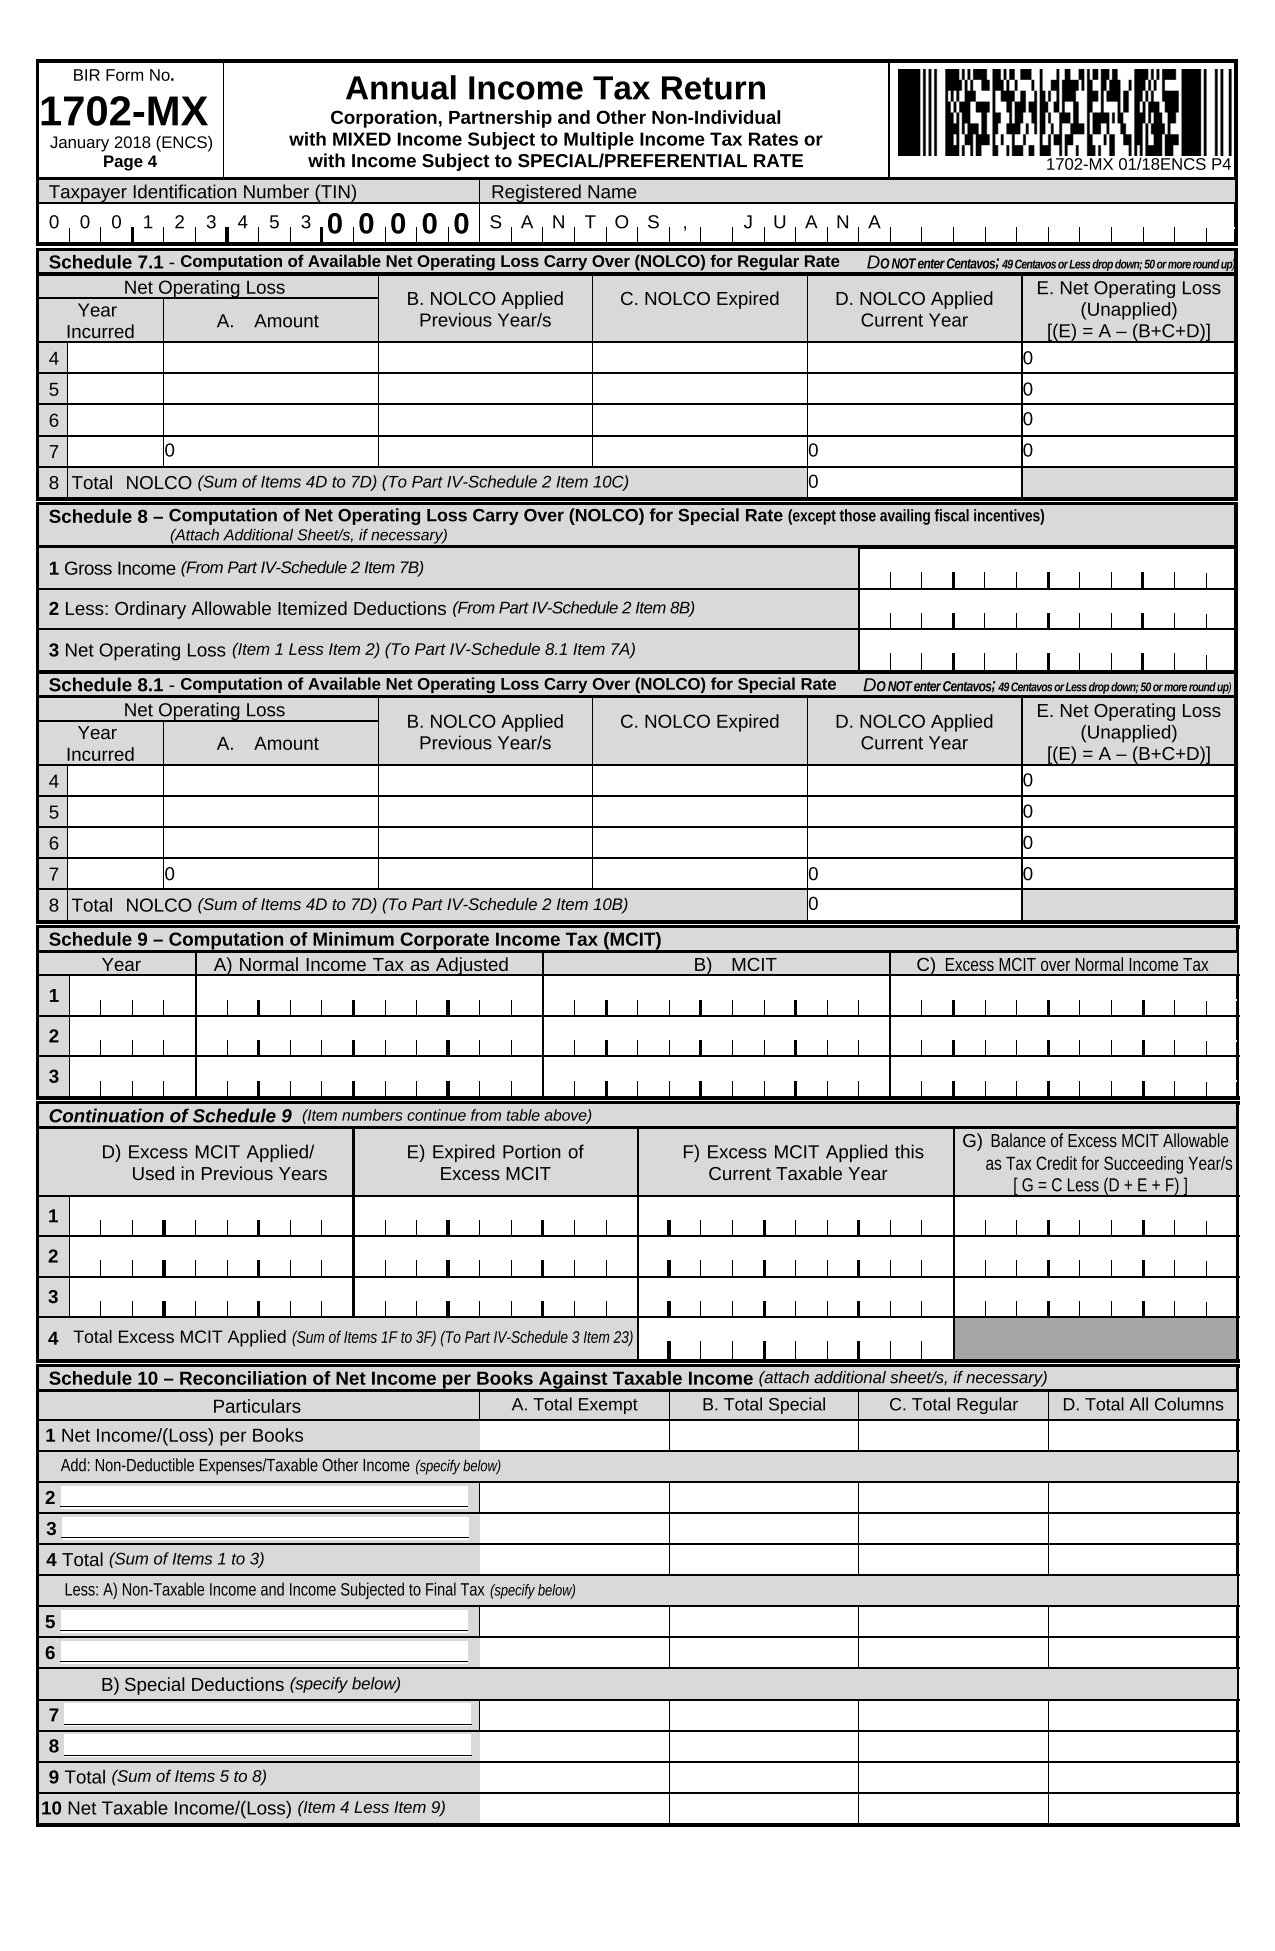 BIR Form No.
1702-MX
January 2018 (ENCS)
Page 4
Annual Income Tax Return
Corporation, Partnership and Other Non-Individual
with MIXED Income Subject to Multiple Income Tax Rates or
with Income Subject to SPECIAL/PREFERENTIAL RATE
1702-MX 01/18ENCS P4
Taxpayer Identification Number (TIN) Registered Name
0 0 0 1 2 3 4 5 3 0 0 0 0 0 S A N T O S , J U A N A
Schedule 7.1 - Computation of Available Net Operating Loss Carry Over (NOLCO) for Regular Rate DO NOT enter Centavos; 49 Centavos or Less drop down; 50 or more round up)
Net Operating Loss
Year Incurred
A. Amount
B. NOLCO Applied Previous Year/s
C. NOLCO Expired
D. NOLCO Applied Current Year
E. Net Operating Loss (Unapplied) [(E) = A – (B+C+D)]
4 0
5 0
6 0
7 0 0 0
8 Total NOLCO (Sum of Items 4D to 7D) (To Part IV-Schedule 2 Item 10C) 0
Schedule 8 – Computation of Net Operating Loss Carry Over (NOLCO) for Special Rate (except those availing fiscal incentives)
(Attach Additional Sheet/s, if necessary)
1 Gross Income (From Part IV-Schedule 2 Item 7B)
2 Less: Ordinary Allowable Itemized Deductions (From Part IV-Schedule 2 Item 8B)
3 Net Operating Loss (Item 1 Less Item 2) (To Part IV-Schedule 8.1 Item 7A)
Schedule 8.1 - Computation of Available Net Operating Loss Carry Over (NOLCO) for Special Rate DO NOT enter Centavos; 49 Centavos or Less drop down; 50 or more round up)
Net Operating Loss
Year Incurred
A. Amount
B. NOLCO Applied Previous Year/s
C. NOLCO Expired
D. NOLCO Applied Current Year
E. Net Operating Loss (Unapplied) [(E) = A – (B+C+D)]
4 0
5 0
6 0
7 0 0 0
8 Total NOLCO (Sum of Items 4D to 7D) (To Part IV-Schedule 2 Item 10B) 0
Schedule 9 – Computation of Minimum Corporate Income Tax (MCIT)
Year A) Normal Income Tax as Adjusted B) MCIT C) Excess MCIT over Normal Income Tax
1
2
3
Continuation of Schedule 9 (Item numbers continue from table above)
D) Excess MCIT Applied/ Used in Previous Years
E) Expired Portion of Excess MCIT
F) Excess MCIT Applied this Current Taxable Year
G) Balance of Excess MCIT Allowable as Tax Credit for Succeeding Year/s [ G = C Less (D + E + F) ]
1
2
3
4 Total Excess MCIT Applied (Sum of Items 1F to 3F) (To Part IV-Schedule 3 Item 23)
Schedule 10 – Reconciliation of Net Income per Books Against Taxable Income (attach additional sheet/s, if necessary)
Particulars A. Total Exempt B. Total Special C. Total Regular D. Total All Columns
1 Net Income/(Loss) per Books
Add: Non-Deductible Expenses/Taxable Other Income (specify below)
2
3
4 Total (Sum of Items 1 to 3)
Less: A) Non-Taxable Income and Income Subjected to Final Tax (specify below)
5
6
B) Special Deductions (specify below)
7
8
9 Total (Sum of Items 5 to 8)
10 Net Taxable Income/(Loss) (Item 4 Less Item 9)